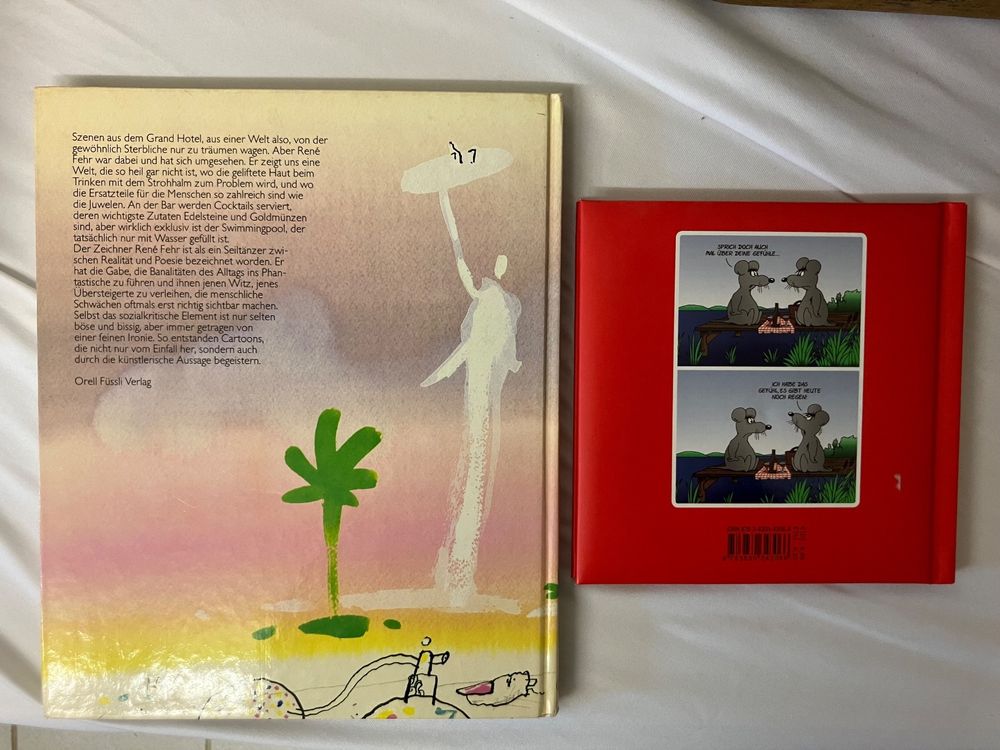 Szenen aus dem Grand Hotel, aus einer Welt also, von der
gewöhnlich Sterbliche nur zu träumen wagen. Aber René
Fehr war dabei und hat sich umgesehen. Er zeigt uns eine
Welt, die so heil gar nicht ist, wo die geliftete Haut beim
Trinken mit dem Strohhalm zum Problem wird, und wo
die Ersatzteile für die Menschen so zahlreich sind wie
die Juwelen. An der Bar werden Cocktails serviert,
deren wichtigste Zutaten Edelsteine und Goldmünzen
sind, aber wirklich exklusiv ist der Swimmingpool, der
tatsächlich nur mit Wasser gefüllt ist.
Der Zeichner René Fehr ist als ein Seiltänzer zwi-
schen Realität und Poesie bezeichnet worden. Er
hat die Gabe, die Banalitäten des Alltags ins Phan-
tastische zu führen und ihnen jenen Witz, jenes
Übersteigerte zu verleihen, die menschliche
Schwächen oftmals erst richtig sichtbar machen.
Selbst das sozialkritische Element ist nur selten
böse und bissig, aber immer getragen von
einer feinen Ironie. So entstanden Cartoons,
die nicht nur vom Einfall her, sondern auch
durch die künstlerische Aussage begeistern.
Orell Füssli Verlag
SPRICH DOCH AUCH
MAL ÜBER DEINE GEFÜHLE...
ICH HABE DAS
GEFÜHL, ES GIBT HEUTE
NOCH REGEN!